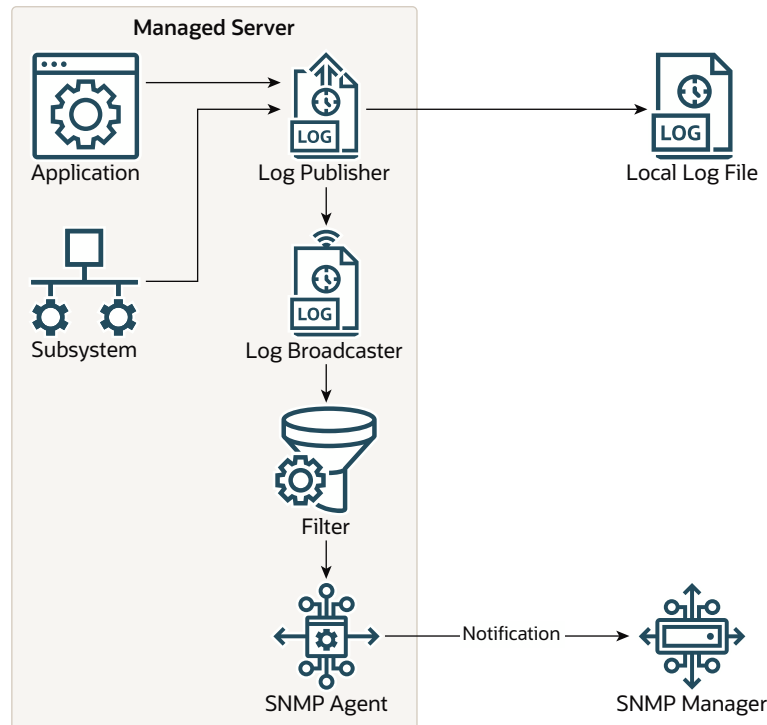 Managed Server
LOG
LOG
Application
Log Publisher
Local Log File
LOG
Subsystem
Log Broadcaster
Filter
Notification
SNMP Agent
SNMP Manager